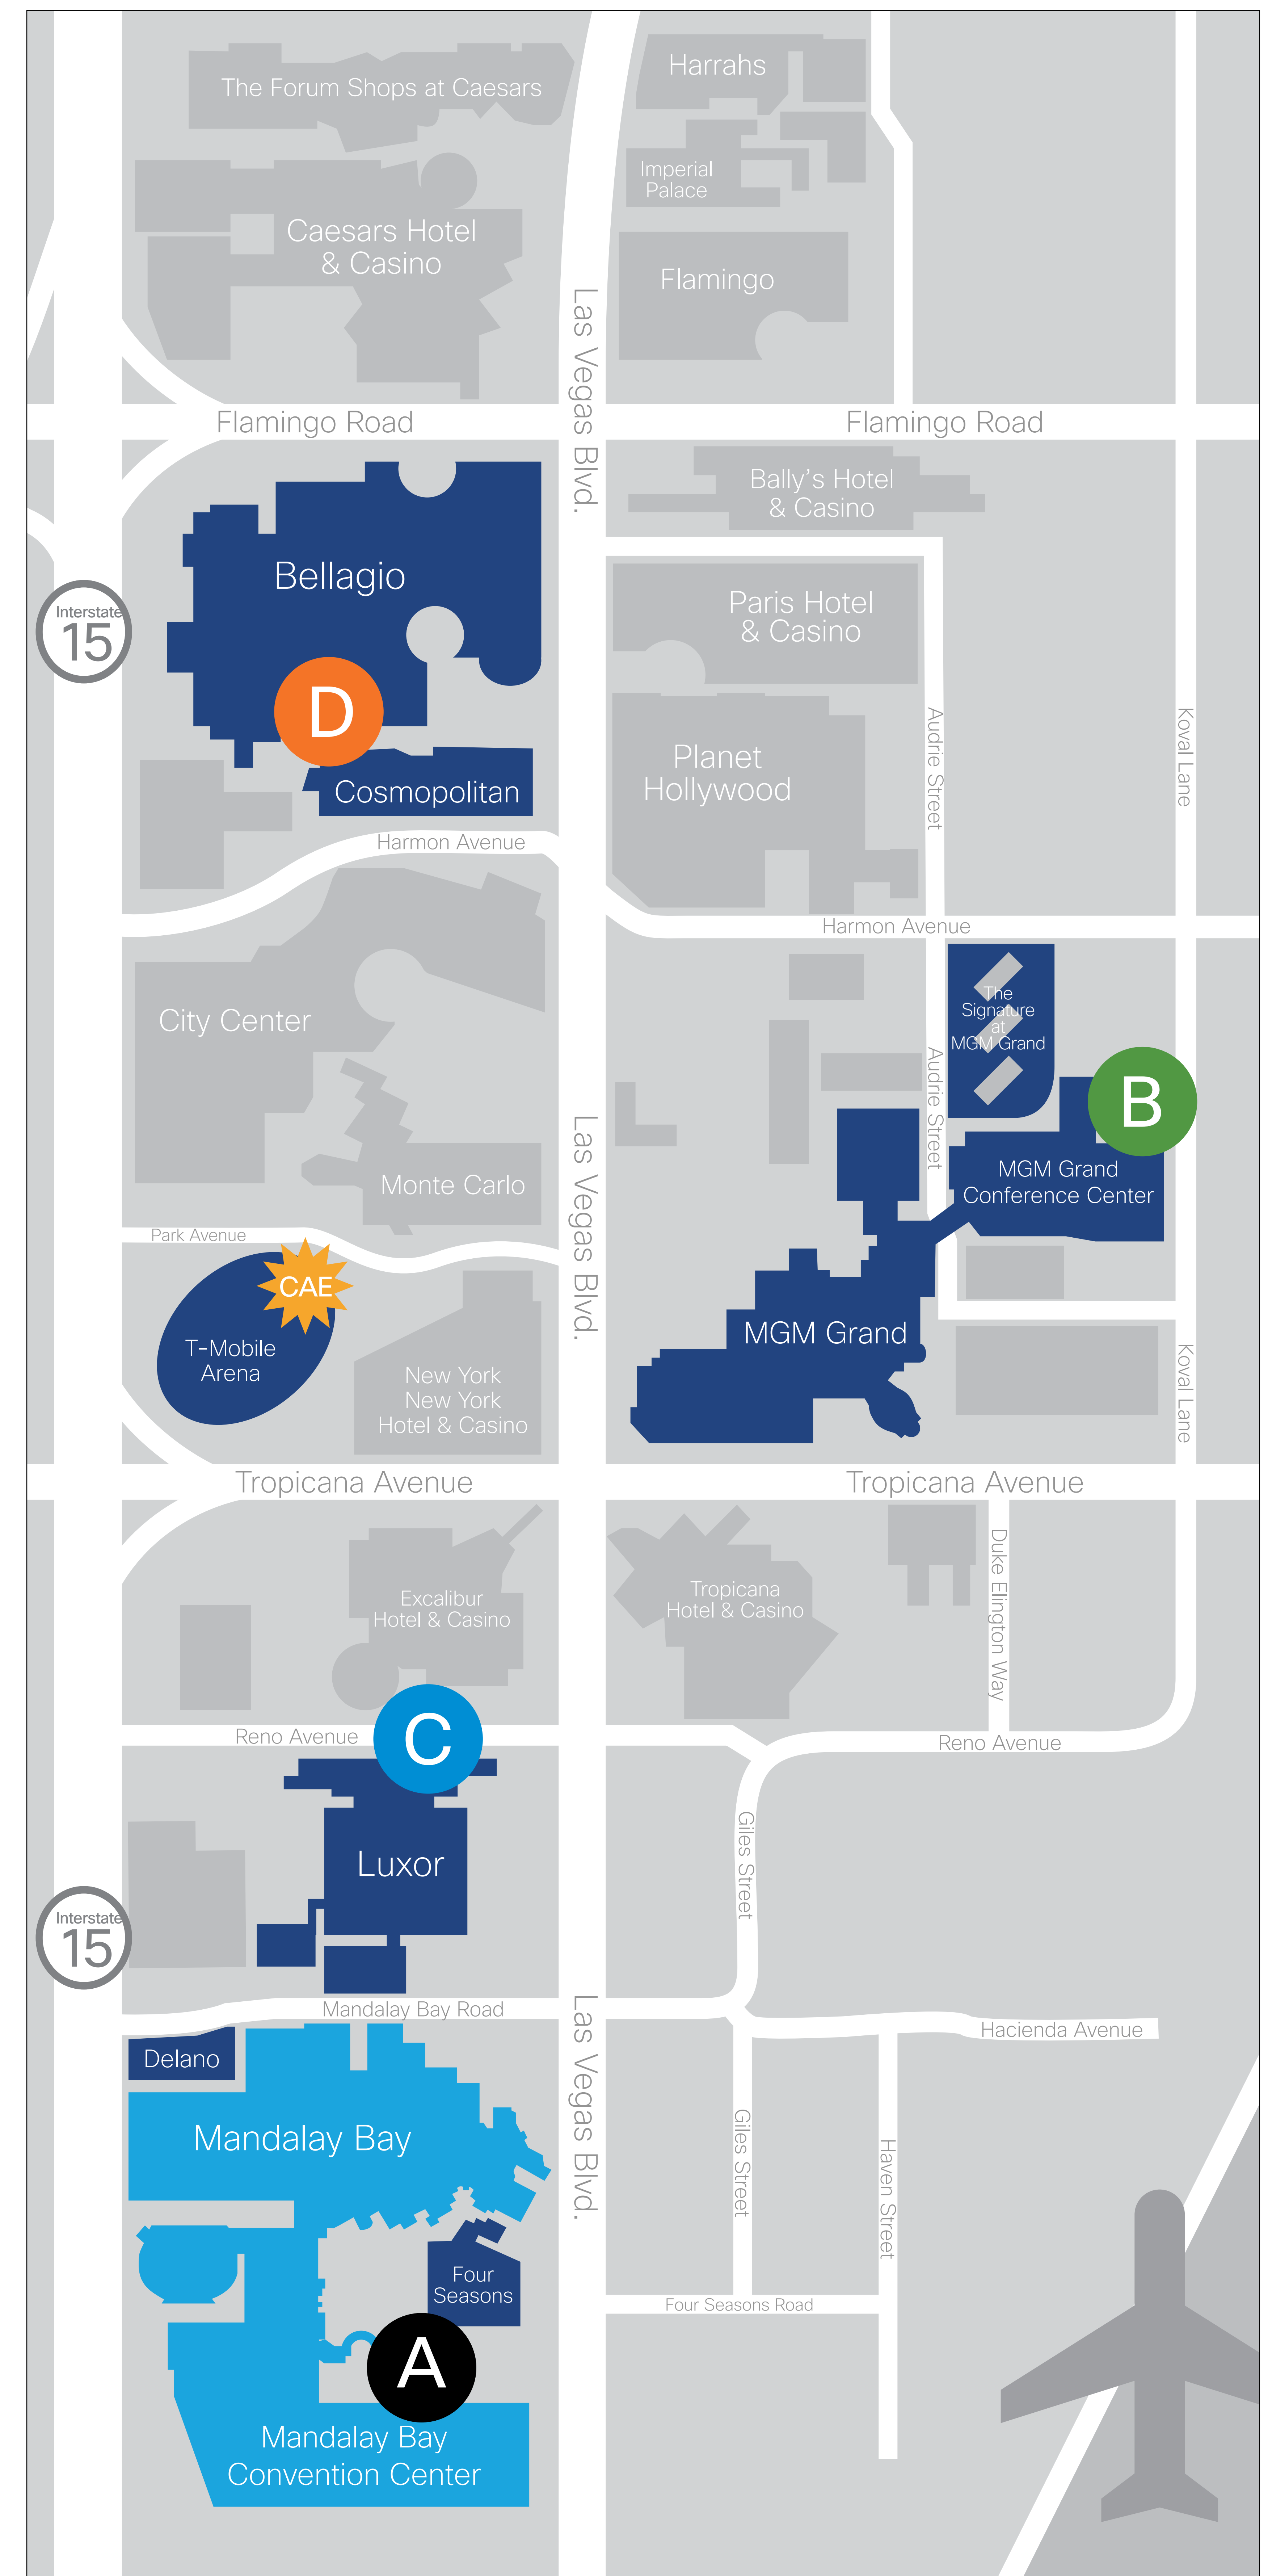 The Forum Shops at Caesars
Harrahs
Imperial
Palace
Caesars Hotel
& Casino
Flamingo
Las Vegas Blvd.
Flamingo Road
Flamingo Road
Bally's Hotel
& Casino
Bellagio
Interstate
15
Paris Hotel
& Casino
D
Planet
Hollywood
Audrie Street
Koval Lane
Cosmopolitan
Harmon Avenue
Harmon Avenue
The
Signature
at
MGM Grand
City Center
B
Audrie Street
Las Vegas Blvd.
Monte Carlo
MGM Grand
Conference Center
Park Avenue
CAE
T-Mobile
Arena
MGM Grand
New York
New York
Hotel & Casino
Koval Lane
Tropicana Avenue
Tropicana Avenue
Excalibur
Hotel & Casino
Tropicana
Hotel & Casino
Duke Elington Way
Reno Avenue
C
Reno Avenue
Luxor
Giles Street
Interstate
15
Mandalay Bay Road
Las Vegas Blvd.
Hacienda Avenue
Delano
Mandalay Bay
Giles Street
Haven Street
Four
Seasons
Four Seasons Road
A
Mandalay Bay
Convention Center